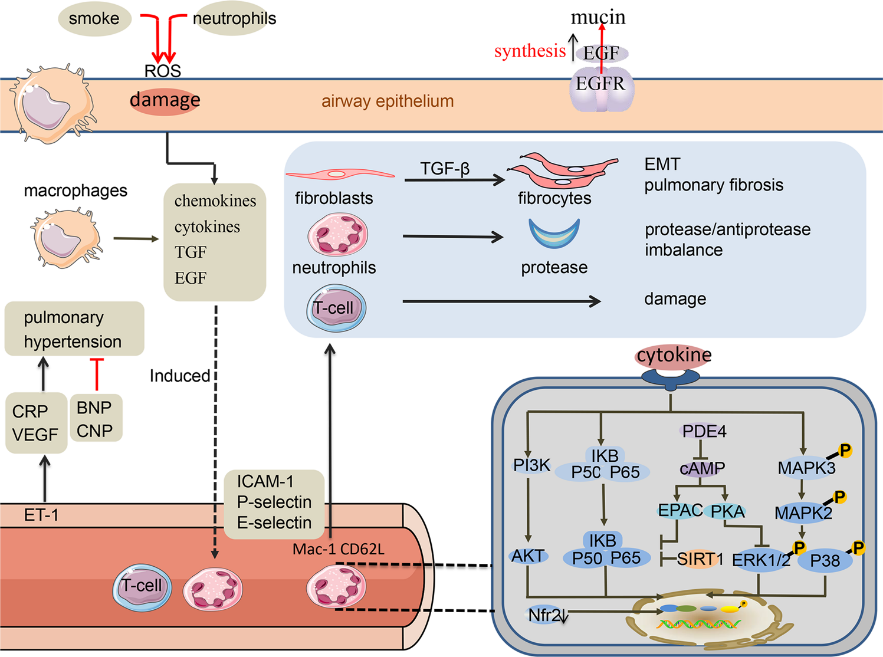 smoke
neutrophils
ROS
damage
airway epithelium
mucin
synthesis
EGF
EGFR
macrophages
chemokines
cytokines
TGF
EGF
fibroblasts
TGF-β
fibrocytes
EMT
pulmonary fibrosis
neutrophils
protease
protease/antiprotease
imbalance
T-cell
damage
pulmonary
hypertension
CRP
VEGF
BNP
CNP
Induced
ET-1
ICAM-1
P-selectin
E-selectin
Mac-1 CD62L
T-cell
cytokine
PI3K
IKB
P50 P65
PDE4
cAMP
MAPK3
P
EPAC
PKA
MAPK2
P
AKT
IKB
P50 P65
SIRT1
ERK1/2
P
P38
P
Nfr2
P